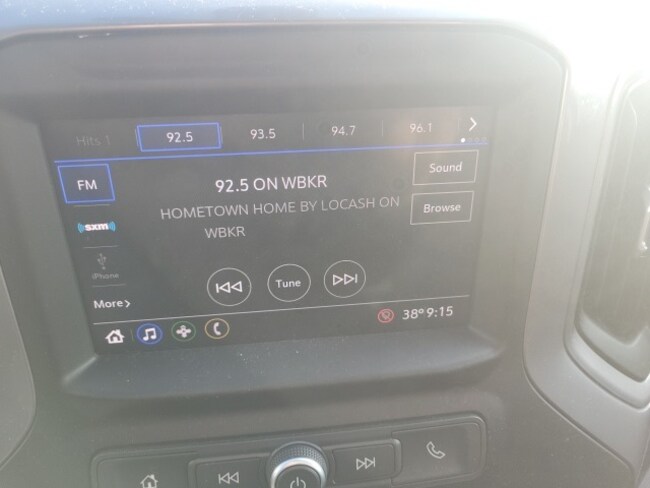 Hits 1
92.5
93.5
94.7
96.1
FM
92.5 ON WBKR
Sound
HOMETOWN HOME BY LOCASH ON
WBKR
Browse
sxm
iPhone
Tune
More
38° 9:15